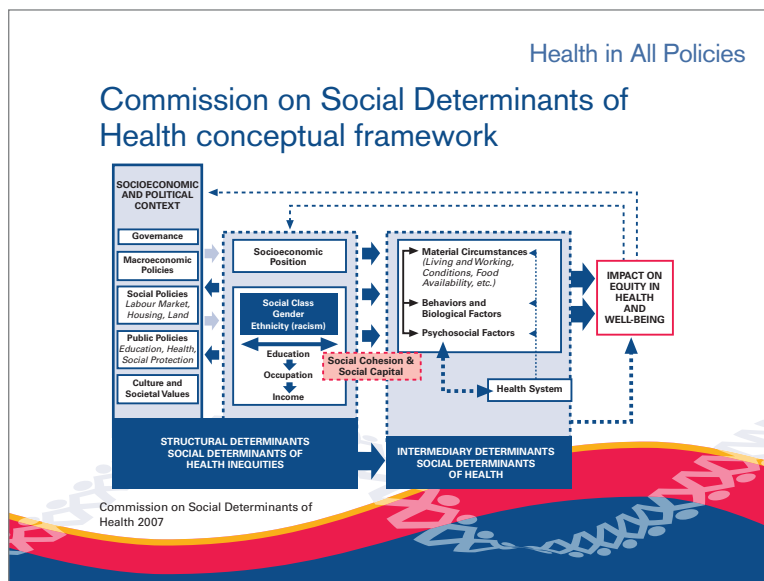 Health in All Policies
Commission on Social Determinants of
Health conceptual framework
SOCIOECONOMIC
AND POLITICAL
CONTEXT
Governance
Macroeconomic
Policies
Social Policies
Labour Market,
Housing, Land
Public Policies
Education, Health,
Social Protection
Culture and
Societal Values
Socioeconomic
Position
Social Class
Gender
Ethnicity (racism)
Education
Occupation
Income
Social Cohesion &
Social Capital
Material Circumstances
(Living and Working,
Conditions, Food
Availability, etc.)
Behaviors and
Biological Factors
Psychosocial Factors
Health System
IMPACT ON
EQUITY IN
HEALTH
AND
WELL-BEING
STRUCTURAL DETERMINANTS
SOCIAL DETERMINANTS OF
HEALTH INEQUITIES
INTERMEDIARY DETERMINANTS
SOCIAL DETERMINANTS
OF HEALTH
Commission on Social Determinants of
Health 2007